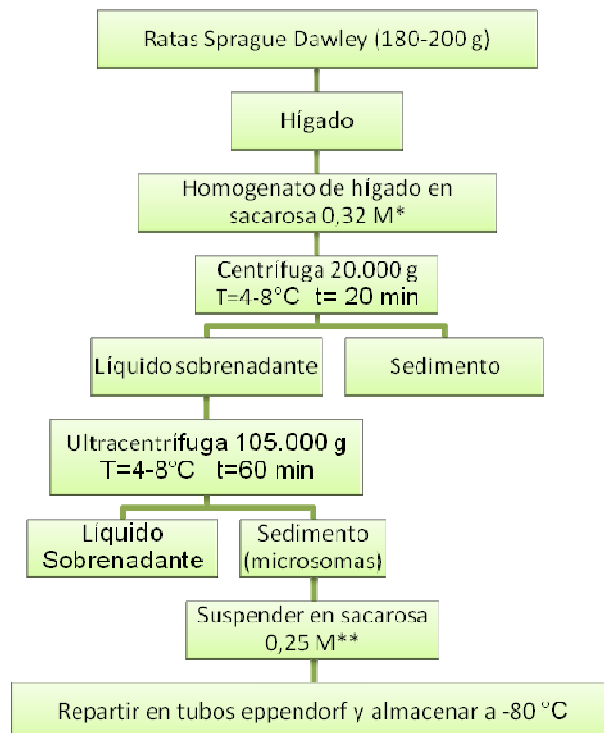 Ratas Sprague Dawley (180-200 g)
Hígado
Homogenato de hígado en
sacarosa 0,32 M*
Centrífuga 20.000 g
T=4-8°C t= 20 min
Líquido sobrenadante
Sedimento
Ultracentrífuga 105.000 g
T=4-8°C t=60 min
Líquido
Sobrenadante
Sedimento
(microsomas)
Suspender en sacarosa
0,25 M**
Repartir en tubos eppendorf y almacenar a -80 °C